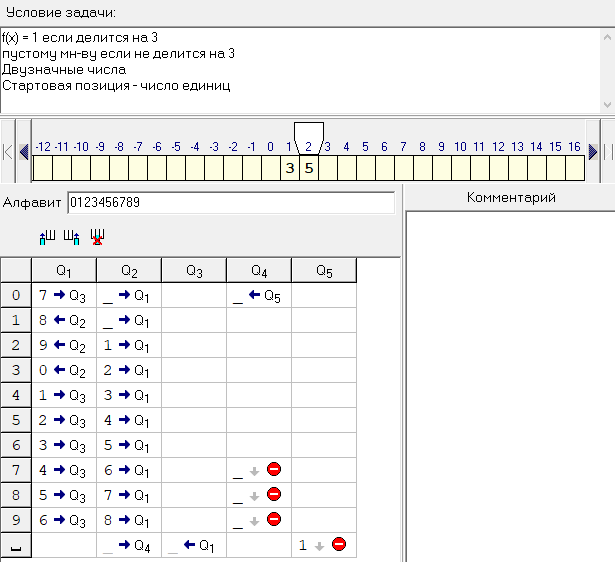 Условие задачи:
f(x) = 1 если делится на 3
пустому мн-ву если не делится на 3
Двузначные числа
Стартовая позиция - число единиц
-12 -11 -10 -9 -8 -7 -6 -5 -4 -3 -2 -1 0 1 2 3 4 5 6 7 8 9 10 11 12 13 14 15 16
3 5
Алфавит 0123456789
Комментарий
Q1 Q2 Q3 Q4 Q5
0 7 → Q3 _ → Q1 _ ← Q5
1 8 ← Q2 _ → Q1
2 9 ← Q2 1 → Q1
3 0 ← Q2 2 → Q1
4 1 → Q3 3 → Q1
5 2 → Q3 4 → Q1
6 3 → Q3 5 → Q1
7 4 → Q3 6 → Q1 _ ↓
8 5 → Q3 7 → Q1 _ ↓
9 6 → Q3 8 → Q1 _ ↓
_ → Q4 _ ← Q1 1 ↓